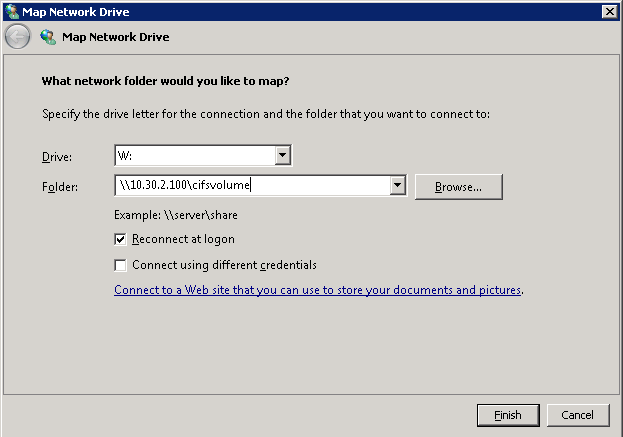 Map Network Drive
Map Network Drive
What network folder would you like to map?
Specify the drive letter for the connection and the folder that you want to connect to:
Drive: W:
Folder: \\10.30.2.100\cifsvolume Browse...
Example: \\server\share
Reconnect at logon
Connect using different credentials
Connect to a Web site that you can use to store your documents and pictures.
Finish Cancel